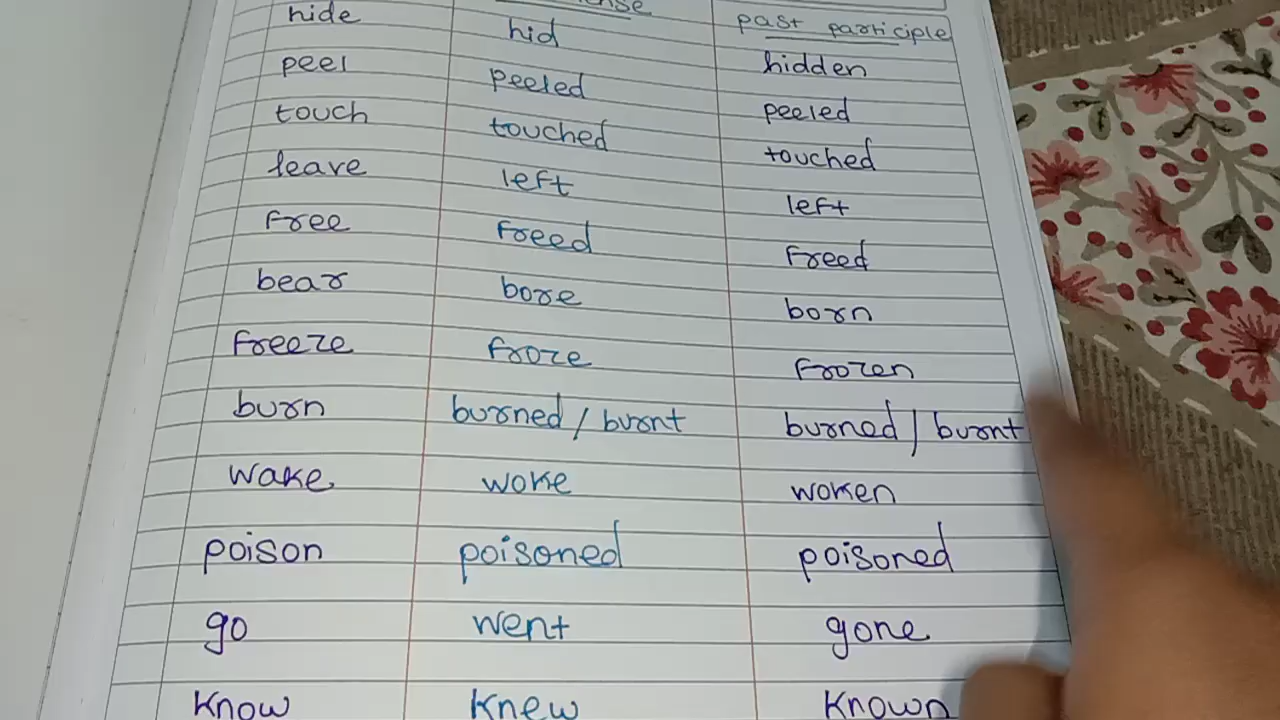 past participle
hide hid hidden
peel peeled peeled
touch touched touched
leave left left
free freed freed
bear bore born
freeze froze frozen
burn burned / burnt burned / burnt
wake woke woken
poison poisoned poisoned
go went gone
know knew known